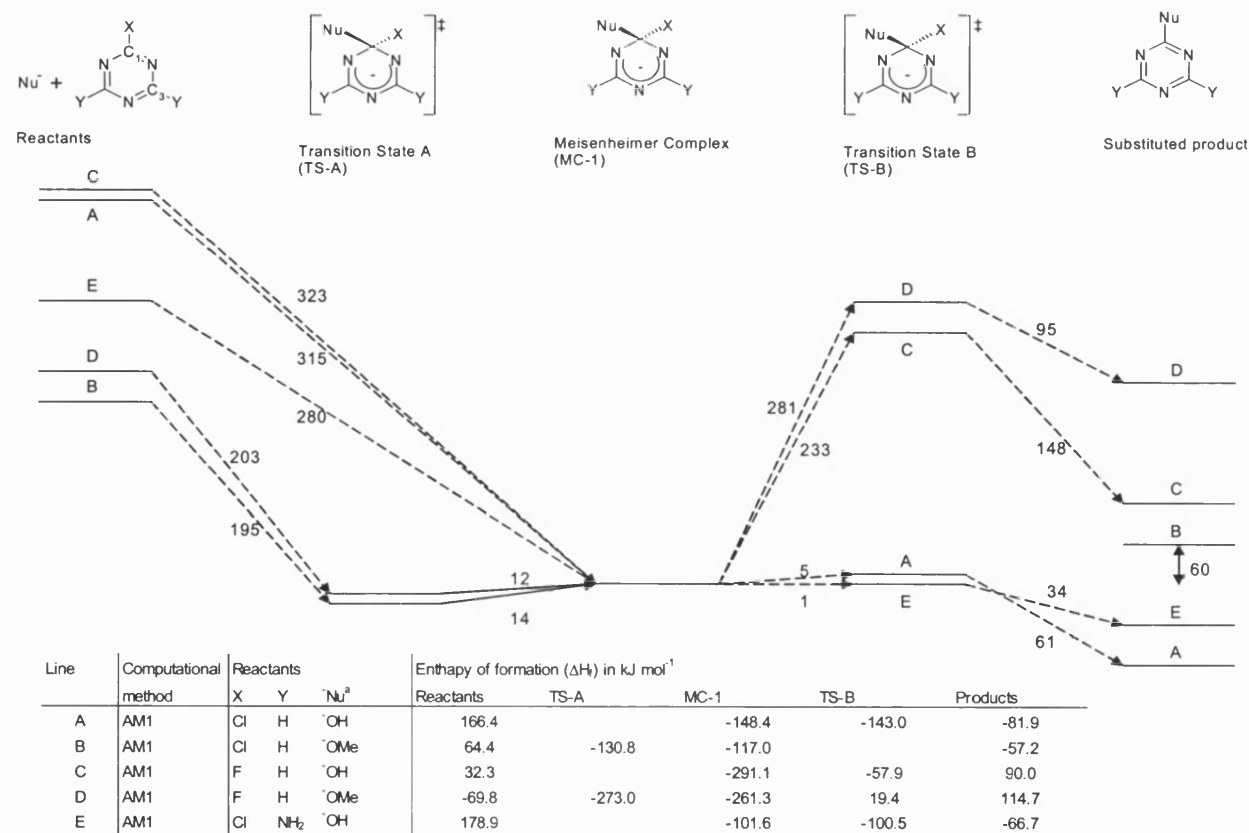 X
C 1 N
Nu⁻ +
N C 3
Y N Y
Reactants
Nu X ‡
N N
-
Y N Y
Transition State A
(TS-A)
Nu X
N N
-
Y N Y
Meisenheimer Complex
(MC-1)
Nu X ‡
N N
-
Y N Y
Transition State B
(TS-B)
Nu
N N
Y N Y
Substituted product
C
A
E
D
B
323
315
280
203
195
12
14
281
233
5
1
D
C
A
E
95
148
34
61
D
C
B
60
E
A
Line Computational Reactants Enthapy of formation (ΔHf) in kJ mol⁻¹
method X Y ⁻Nuᵃ Reactants TS-A MC-1 TS-B Products
A AM1 Cl H ⁻OH 166.4 -148.4 -143.0 -81.9
B AM1 Cl H ⁻OMe 64.4 -130.8 -117.0 -57.2
C AM1 F H ⁻OH 32.3 -291.1 -57.9 90.0
D AM1 F H ⁻OMe -69.8 -273.0 -261.3 19.4 114.7
E AM1 Cl NH₂ ⁻OH 178.9 -101.6 -100.5 -66.7